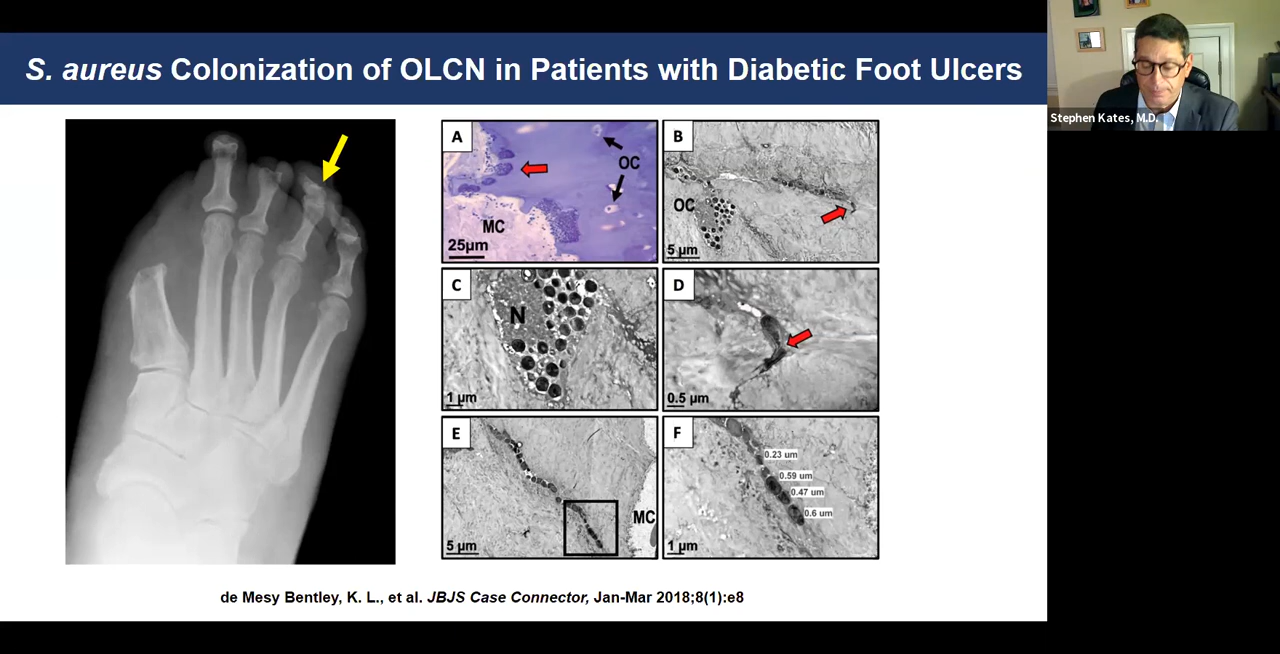 S. aureus Colonization of OLCN in Patients with Diabetic Foot Ulcers
Stephen Kates, M.D.
A
OC
MC
25µm
B
OC
5 µm
C
N
1 µm
D
0.5 µm
E
MC
5 µm
F
0.23 um
0.59 um
0.47 um
0.6 um
1 µm
de Mesy Bentley, K. L., et al. JBJS Case Connector, Jan-Mar 2018;8(1):e8